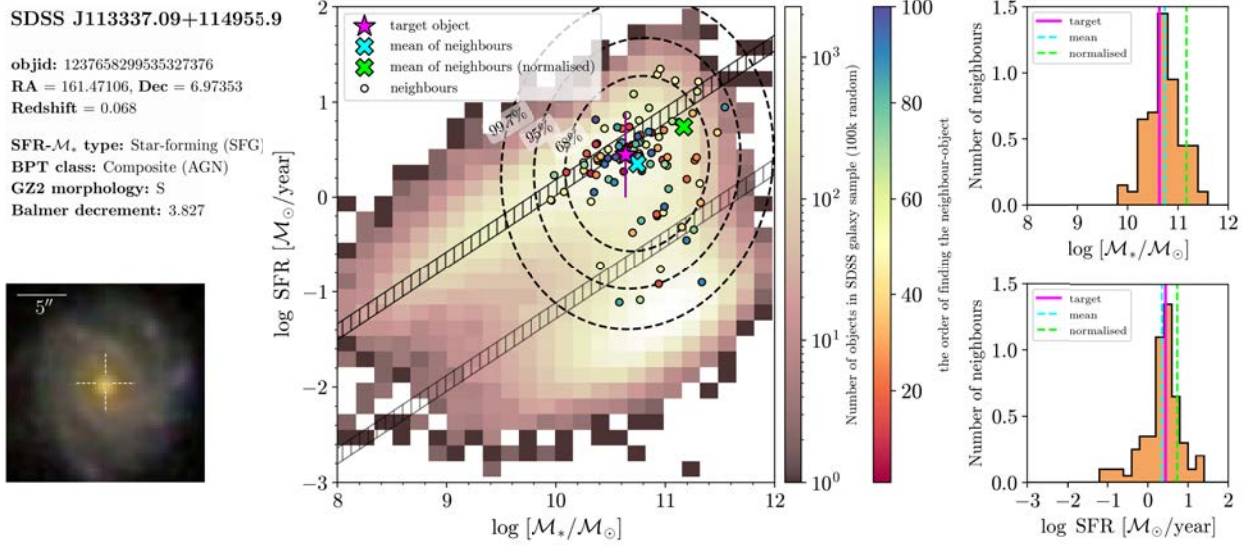 SDSS J113337.09+114955.9
objid: 1237658299535327376
RA = 161.47106, Dec = 6.97353
Redshift = 0.068
SFR-M* type: Star-forming (SFG)
BPT class: Composite (AGN)
GZ2 morphology: S
Balmer decrement: 3.827
5″
target object
mean of neighbours
mean of neighbours (normalised)
neighbours
99.7%
95%
68%
2
1
0
−1
−2
−3
log SFR [M⊙/year]
8
9
10
11
12
log [M*/M⊙]
10³
10²
10¹
10⁰
Number of objects in SDSS galaxy sample (100k random)
100
80
60
40
20
the order of finding the neighbour-object
target
mean
normalised
1.5
1.0
0.5
0.0
Number of neighbours
8
9
10
11
12
log [M*/M⊙]
target
mean
normalised
1.5
1.0
0.5
0.0
Number of neighbours
−3
−2
−1
0
1
2
log SFR [M⊙/year]